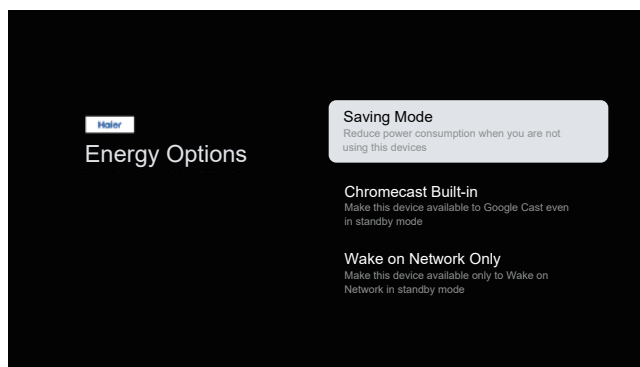 Haier
Energy Options
Saving Mode
Reduce power consumption when you are not
using this devices
Chromecast Built-in
Make this device available to Google Cast even
in standby mode
Wake on Network Only
Make this device available only to Wake on
Network in standby mode